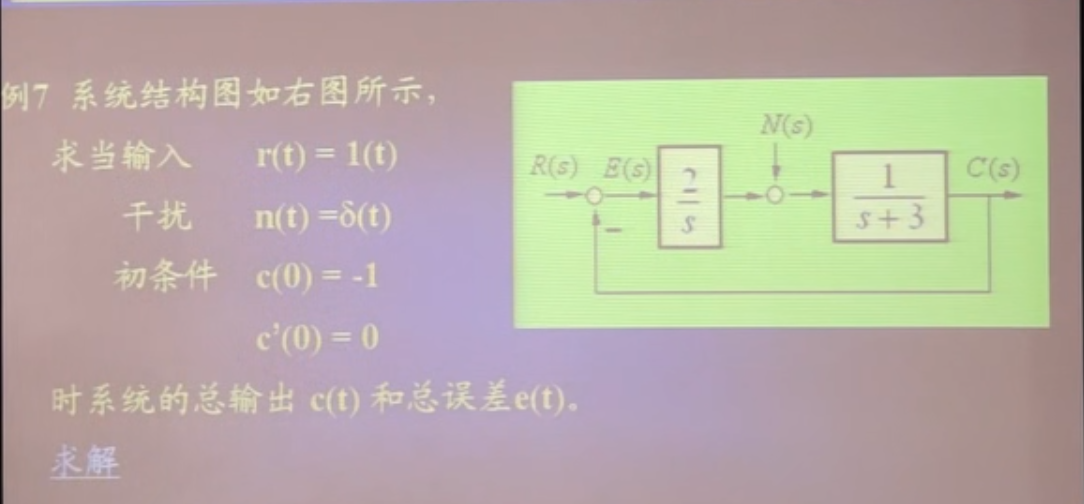 例7 系统结构图如右图所示，
求当输入 r(t) = 1(t)
干扰 n(t) =δ(t)
初条件 c(0) = -1
c’(0) = 0
时系统的总输出 c(t) 和总误差e(t)。
求解
N(s)
R(s) E(s) 2/s 1/(s+3) C(s)
−